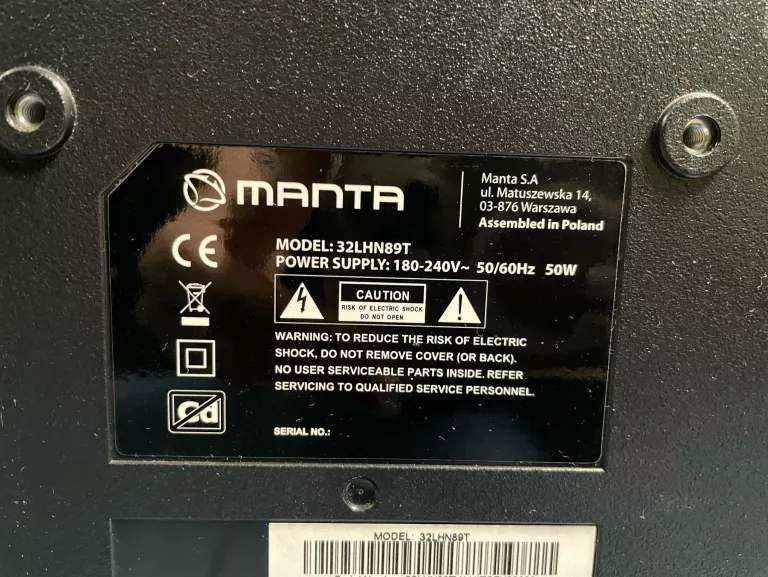 MANTA
Manta S.A
ul. Matuszewska 14,
03-876 Warszawa
Assembled in Poland
CE
MODEL: 32LHN89T
POWER SUPPLY: 180-240V~ 50/60Hz 50W
CAUTION
RISK OF ELECTRIC SHOCK
DO NOT OPEN
WARNING: TO REDUCE THE RISK OF ELECTRIC
SHOCK, DO NOT REMOVE COVER (OR BACK).
NO USER SERVICEABLE PARTS INSIDE. REFER
SERVICING TO QUALIFIED SERVICE PERSONNEL.
Cd
SERIAL NO.:
MODEL: 32LHN89T